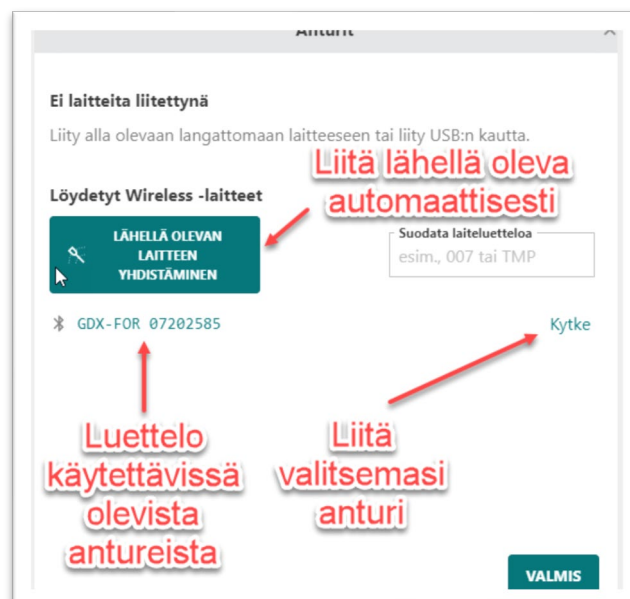 Anturit
Ei laitteita liitettynä
Liity alla olevaan langattomaan laitteeseen tai liity USB:n kautta.
Liitä lähellä oleva
automaattisesti
Löydetyt Wireless -laitteet
LÄHELLÄ OLEVAN
LAITTEEN
YHDISTÄMINEN
Suodata laiteluetteloa
esim., 007 tai TMP
GDX-FOR 07202585
Kytke
Luettelo
käytettävissä
olevista
antureista
Liitä
valitsemasi
anturi
VALMIS